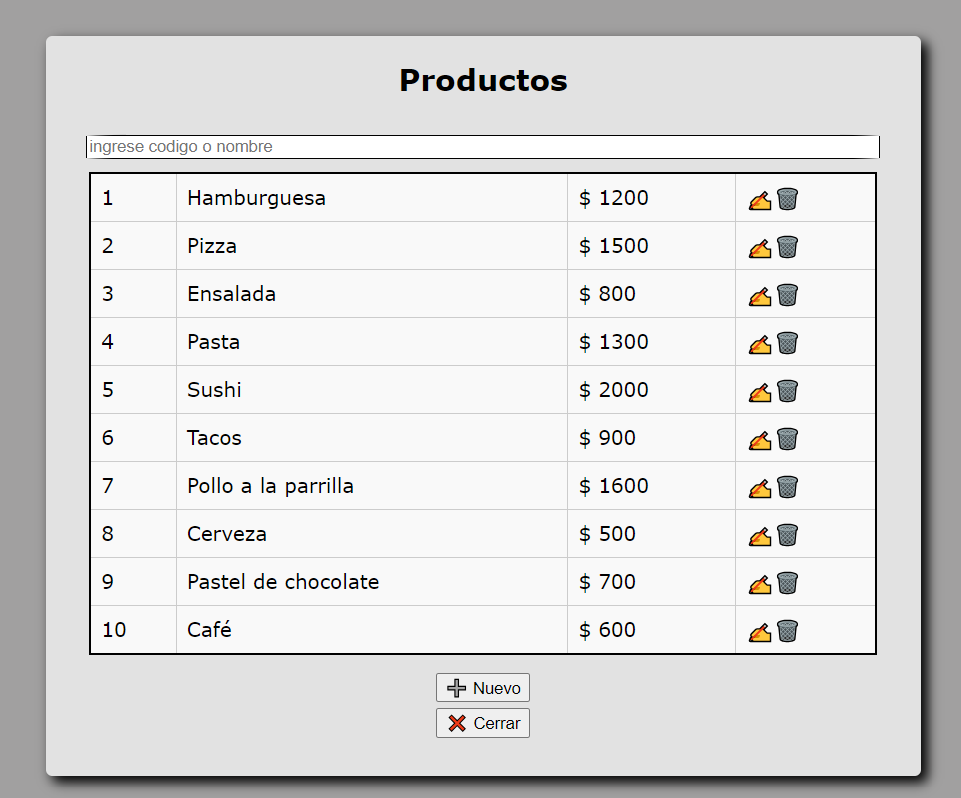 Productos
ingrese codigo o nombre
1 Hamburguesa $ 1200
2 Pizza $ 1500
3 Ensalada $ 800
4 Pasta $ 1300
5 Sushi $ 2000
6 Tacos $ 900
7 Pollo a la parrilla $ 1600
8 Cerveza $ 500
9 Pastel de chocolate $ 700
10 Café $ 600
Nuevo
Cerrar